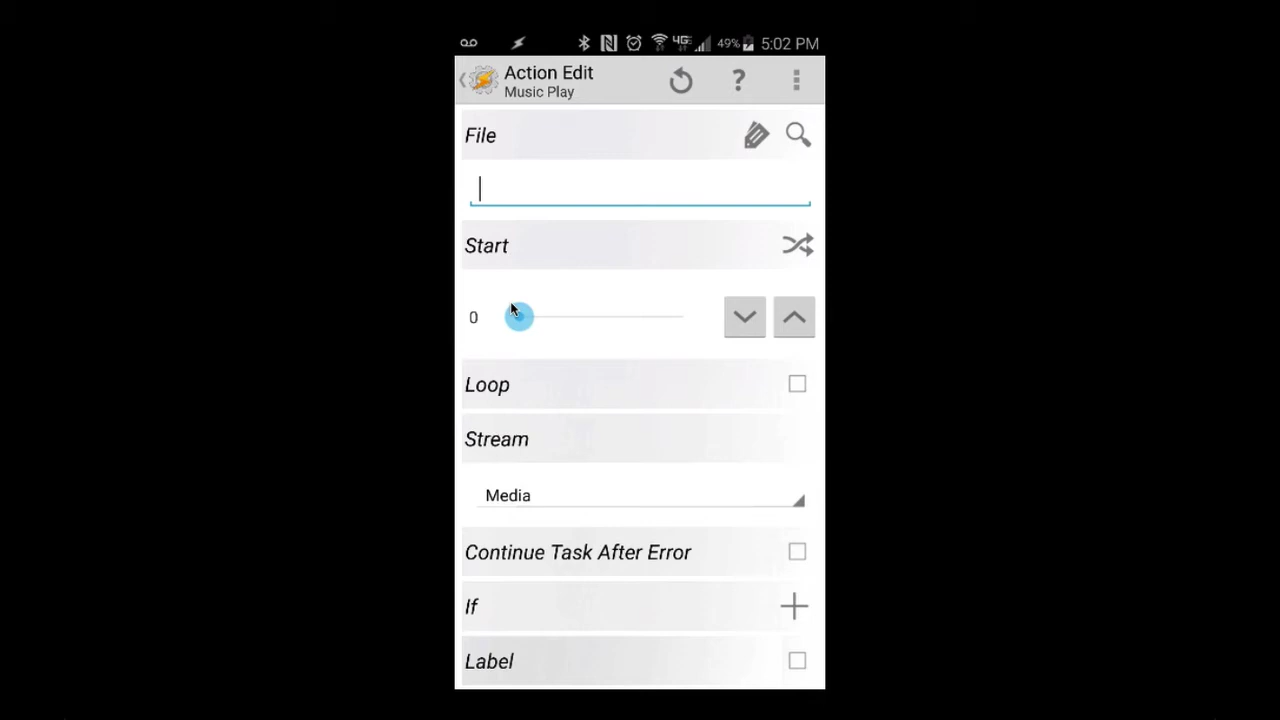 4G 49% 5:02 PM
Action Edit
Music Play
?
File
Start
0
Loop
Stream
Media
Continue Task After Error
If
Label